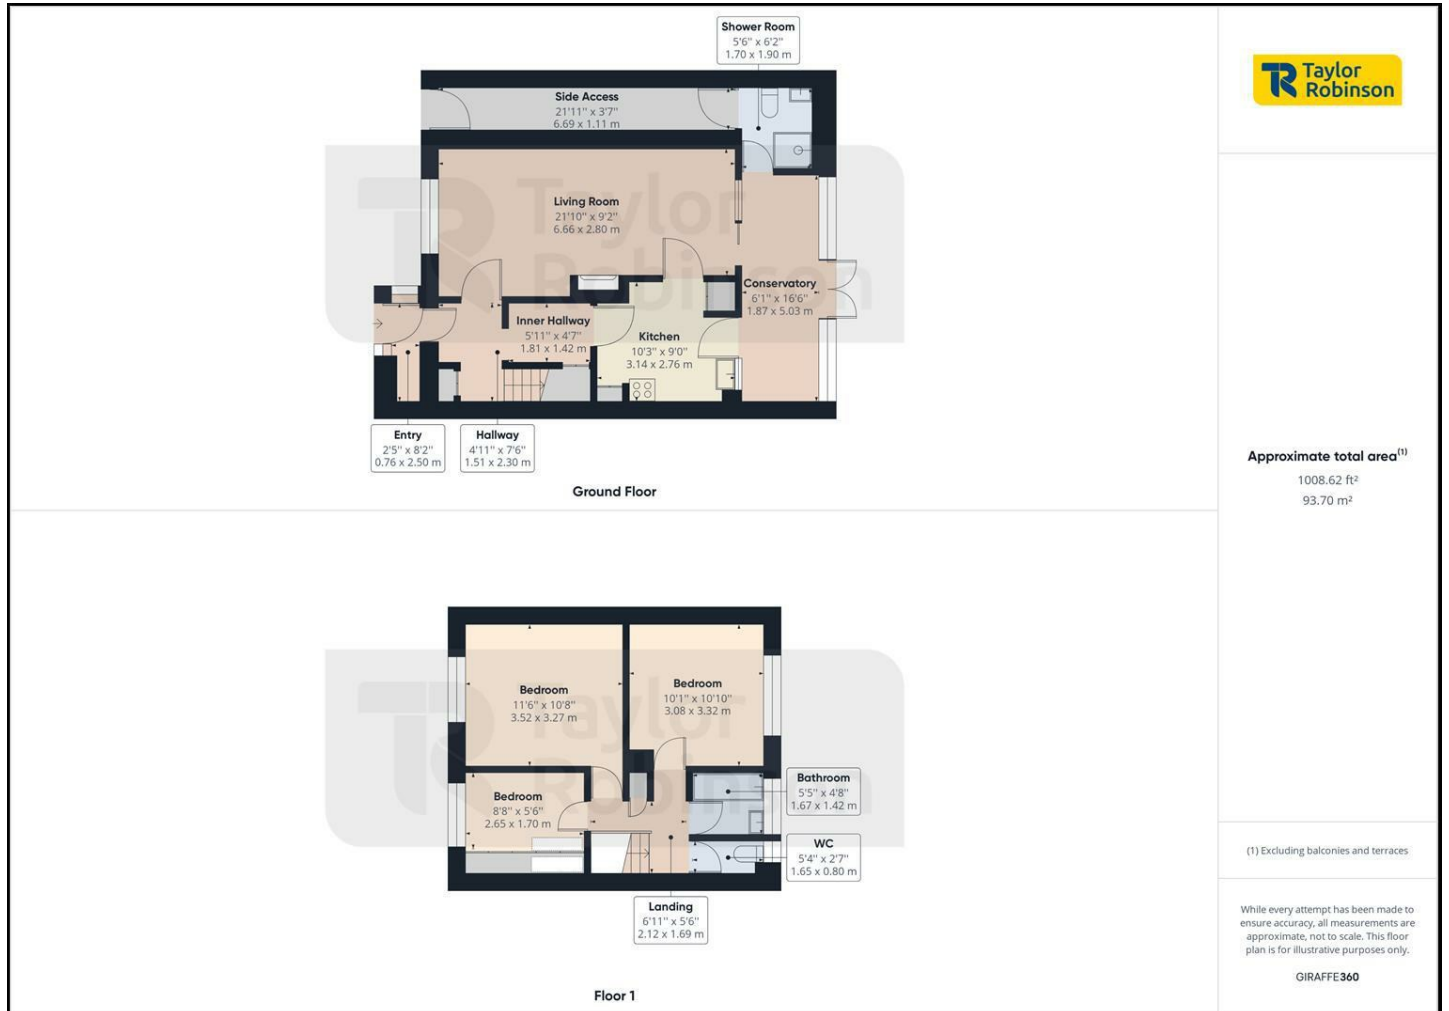 Shower Room
5'6" x 6'2"
1.70 x 1.90 m
Side Access
21'11" x 3'7"
6.69 x 1.11 m
Living Room
21'10" x 9'2"
6.66 x 2.80 m
Conservatory
6'1" x 16'6"
1.87 x 5.03 m
Inner Hallway
5'11" x 4'7"
1.81 x 1.42 m
Kitchen
10'3" x 9'0"
3.14 x 2.76 m
Entry
2'5" x 8'2"
0.76 x 2.50 m
Hallway
4'11" x 7'6"
1.51 x 2.30 m
Ground Floor
Taylor
Robinson
Bedroom
11'6" x 10'8"
3.52 x 3.27 m
Bedroom
10'1" x 10'10"
3.08 x 3.32 m
Bedroom
8'8" x 5'6"
2.65 x 1.70 m
Bathroom
5'5" x 4'8"
1.67 x 1.42 m
WC
5'4" x 2'7"
1.65 x 0.80 m
Landing
6'11" x 5'6"
2.12 x 1.69 m
Floor 1
Taylor
Robinson
TR Taylor
Robinson
Approximate total area(1)
1008.62 ft²
93.70 m²
(1) Excluding balconies and terraces
While every attempt has been made to
ensure accuracy, all measurements are
approximate, not to scale. This floor
plan is for illustrative purposes only.
GIRAFFE360